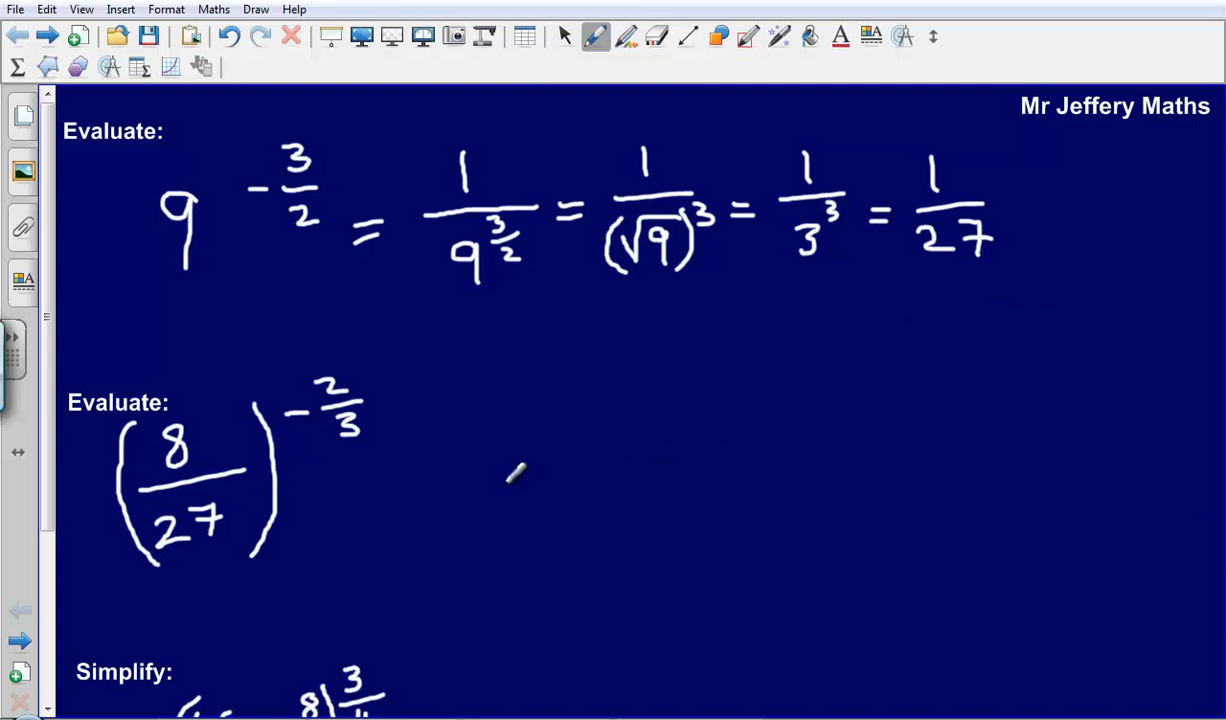 File Edit View Insert Format Maths Draw Help
Mr Jeffery Maths
Evaluate:
9^{-3/2} = 1/9^{3/2} = 1/(√9)^3 = 1/3^3 = 1/27
Evaluate:
(8/27)^{-2/3}
Simplify: